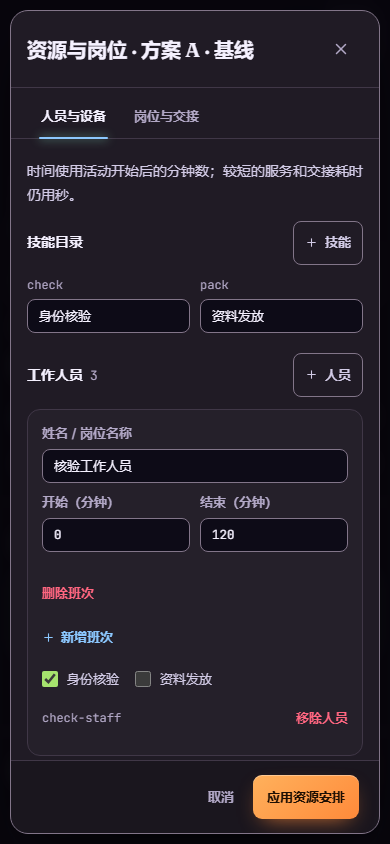 资源与岗位 · 方案 A · 基线
人员与设备 岗位与交接
时间使用活动开始后的分钟数；较短的服务和交接耗时
仍用秒。
技能目录 + 技能
check pack
身份核验 资料发放
工作人员 3 + 人员
姓名 / 岗位名称
核验工作人员
开始（分钟） 结束（分钟）
0 120
删除班次
+ 新增班次
身份核验 资料发放
check-staff 移除人员
取消 应用资源安排